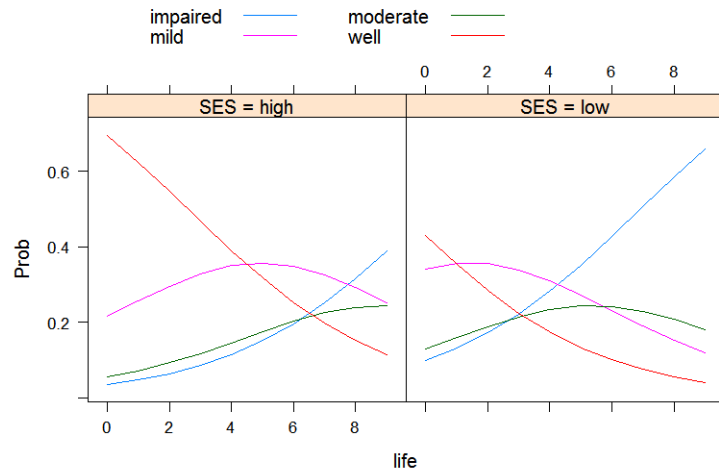 impaired moderate
mild well
0 2 4 6 8
SES = high SES = low
0.6
0.4
0.2
Prob
0 2 4 6 8
life